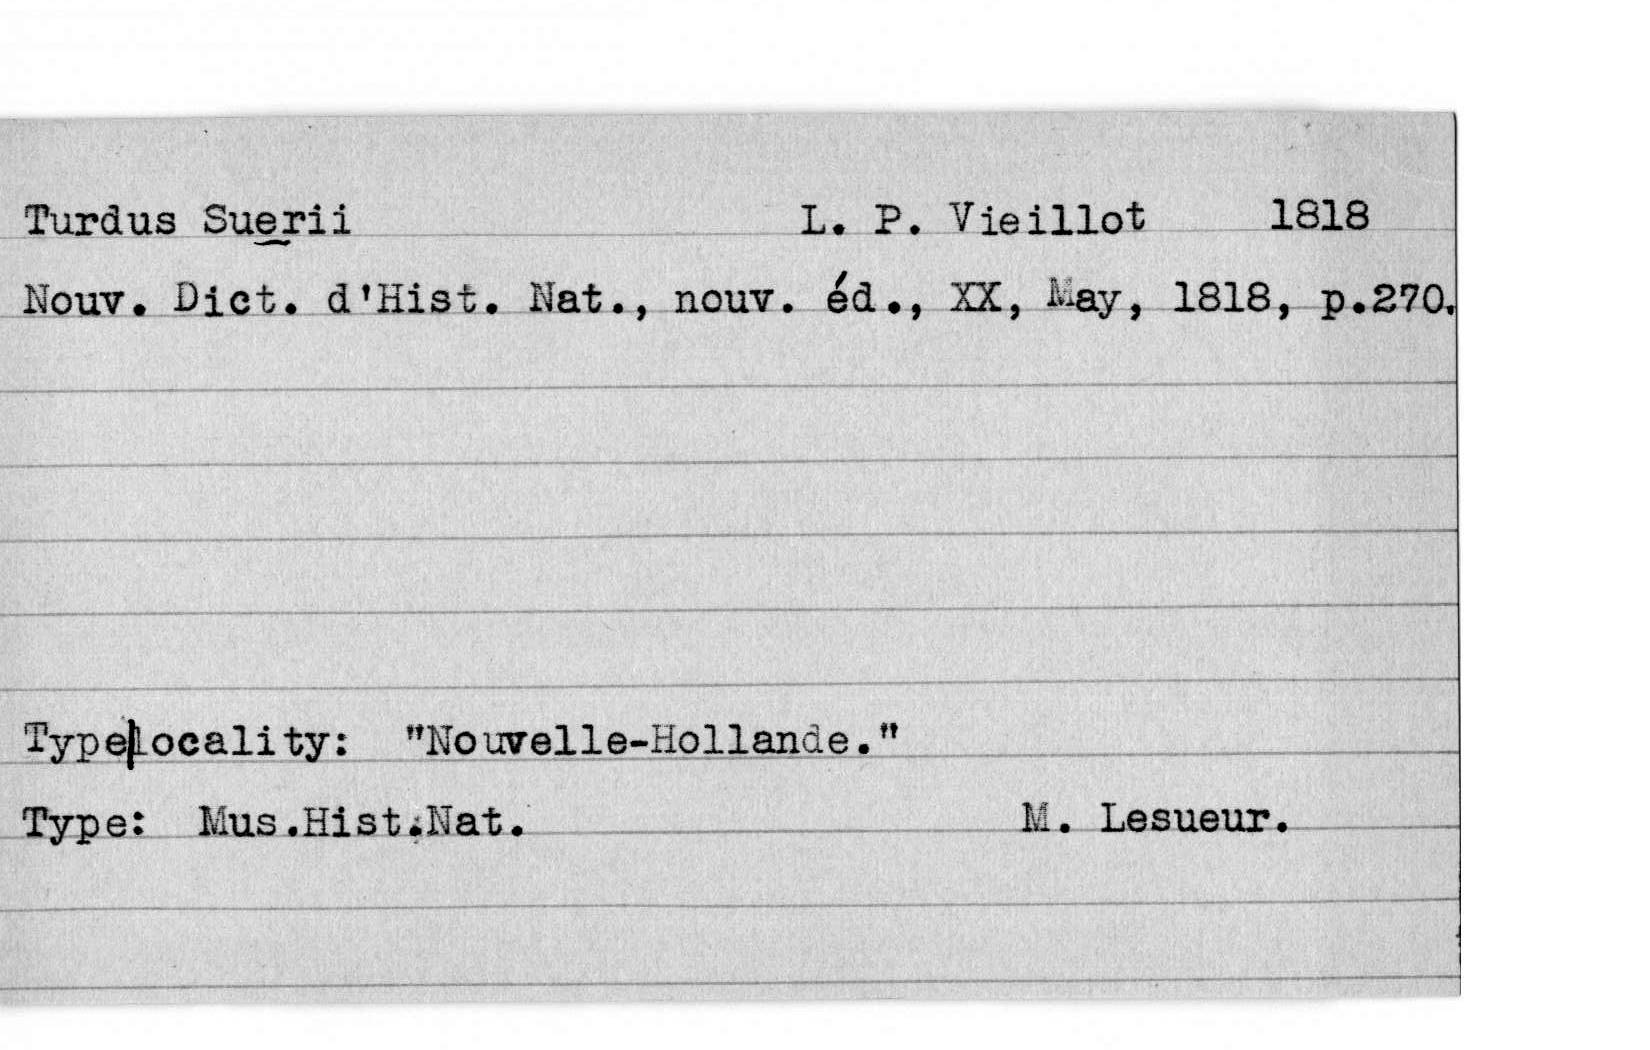 Turdus Suerii L. P. Vieillot 1818
Nouv. Dict. d'Hist. Nat., nouv. éd., XX, May, 1818, p.270.
Type|locality: "Nouvelle-Hollande."
Type: Mus.Hist.Nat. M. Lesueur.